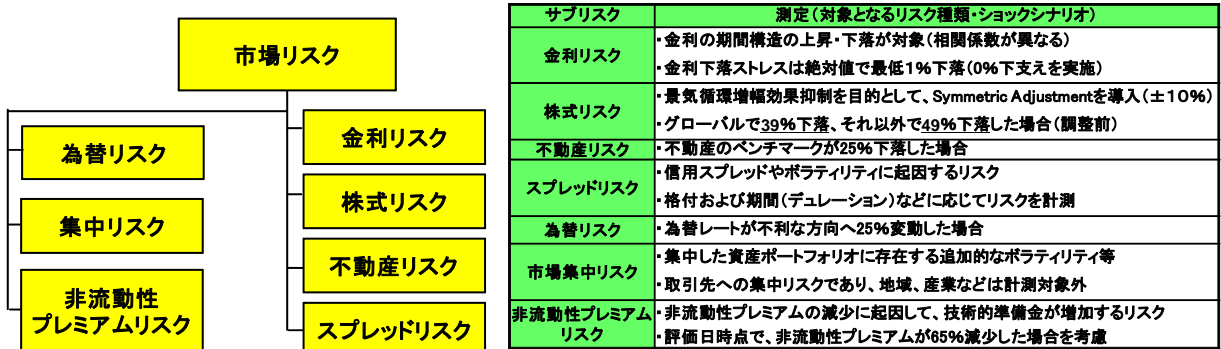 市場リスク
為替リスク
集中リスク
非流動性
プレミアムリスク
金利リスク
株式リスク
不動産リスク
スプレッドリスク
サブリスク 測定(対象となるリスク種類・ショックシナリオ)
金利リスク
・金利の期間構造の上昇・下落が対象(相関係数が異なる)
・金利下落ストレスは絶対値で最低1%下落(0%下支えを実施)
株式リスク
・景気循環増幅効果抑制を目的として、Symmetric Adjustmentを導入(±10%)
・グローバルで39%下落、それ以外で49%下落した場合(調整前)
不動産リスク ・不動産のベンチマークが25%下落した場合
スプレッドリスク
・信用スプレッドやボラティリティに起因するリスク
・格付および期間(デュレーション)などに応じてリスクを計測
為替リスク ・為替レートが不利な方向へ25%変動した場合
市場集中リスク
・集中した資産ポートフォリオに存在する追加的なボラティリティ等
・取引先への集中リスクであり、地域、産業などは計測対象外
非流動性プレミアム
リスク
・非流動性プレミアムの減少に起因して、技術的準備金が増加するリスク
・評価日時点で、非流動性プレミアムが65%減少した場合を考慮